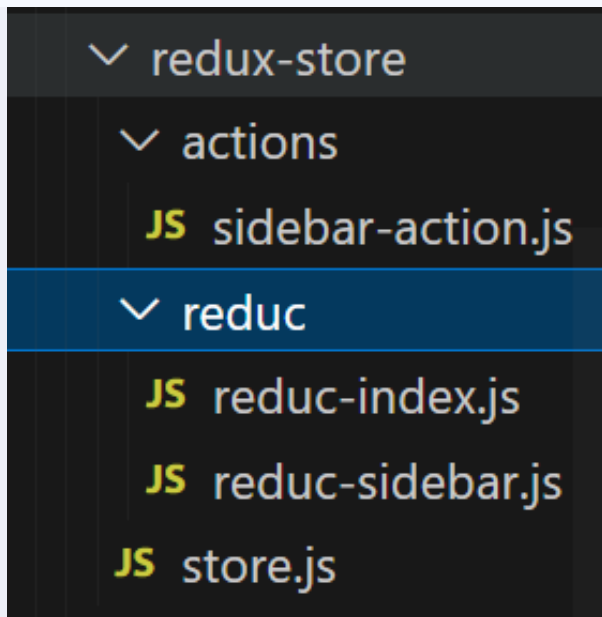 redux-store
actions
JS sidebar-action.js
reduc
JS reduc-index.js
JS reduc-sidebar.js
JS store.js